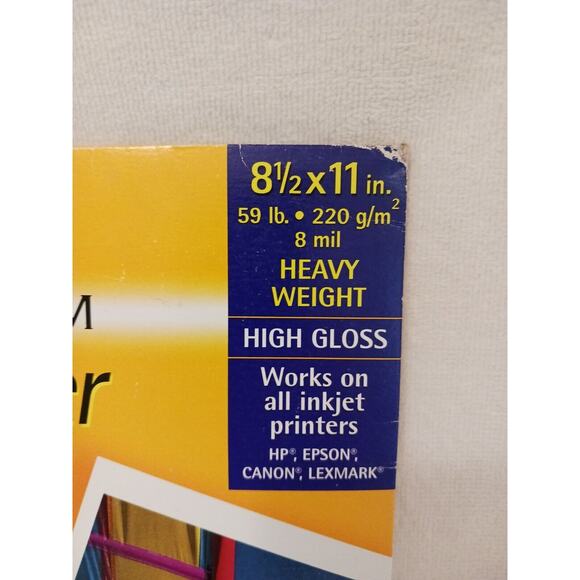 8½x11 in.
59 lb. • 220 g/m²
8 mil
HEAVY
WEIGHT
M
HIGH GLOSS
er
Works on
all inkjet
printers
HP®, EPSON®,
CANON®, LEXMARK®